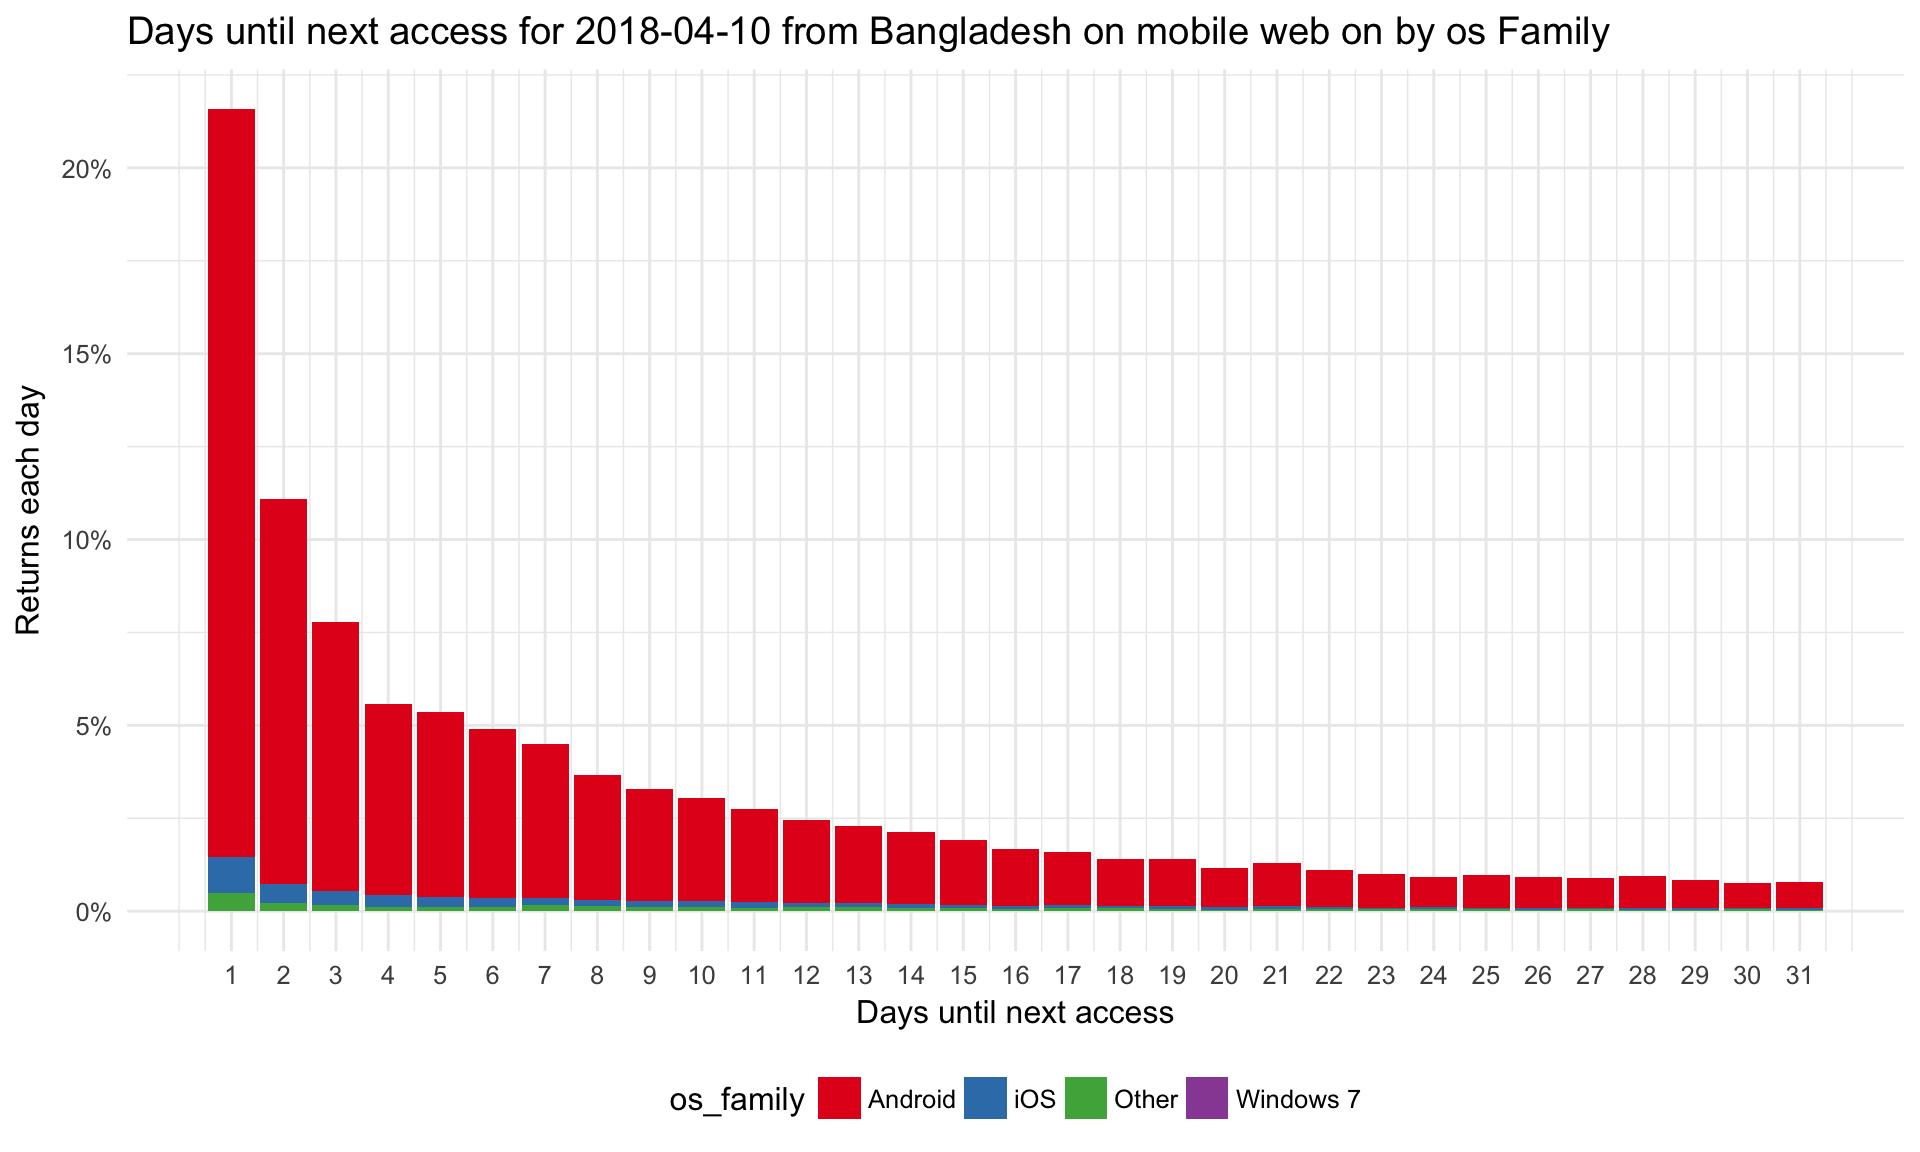 Days until next access for 2018-04-10 from Bangladesh on mobile web on by os Family
Returns each day
20%
15%
10%
5%
0%
1 2 3 4 5 6 7 8 9 10 11 12 13 14 15 16 17 18 19 20 21 22 23 24 25 26 27 28 29 30 31
Days until next access
os_family Android iOS Other Windows 7